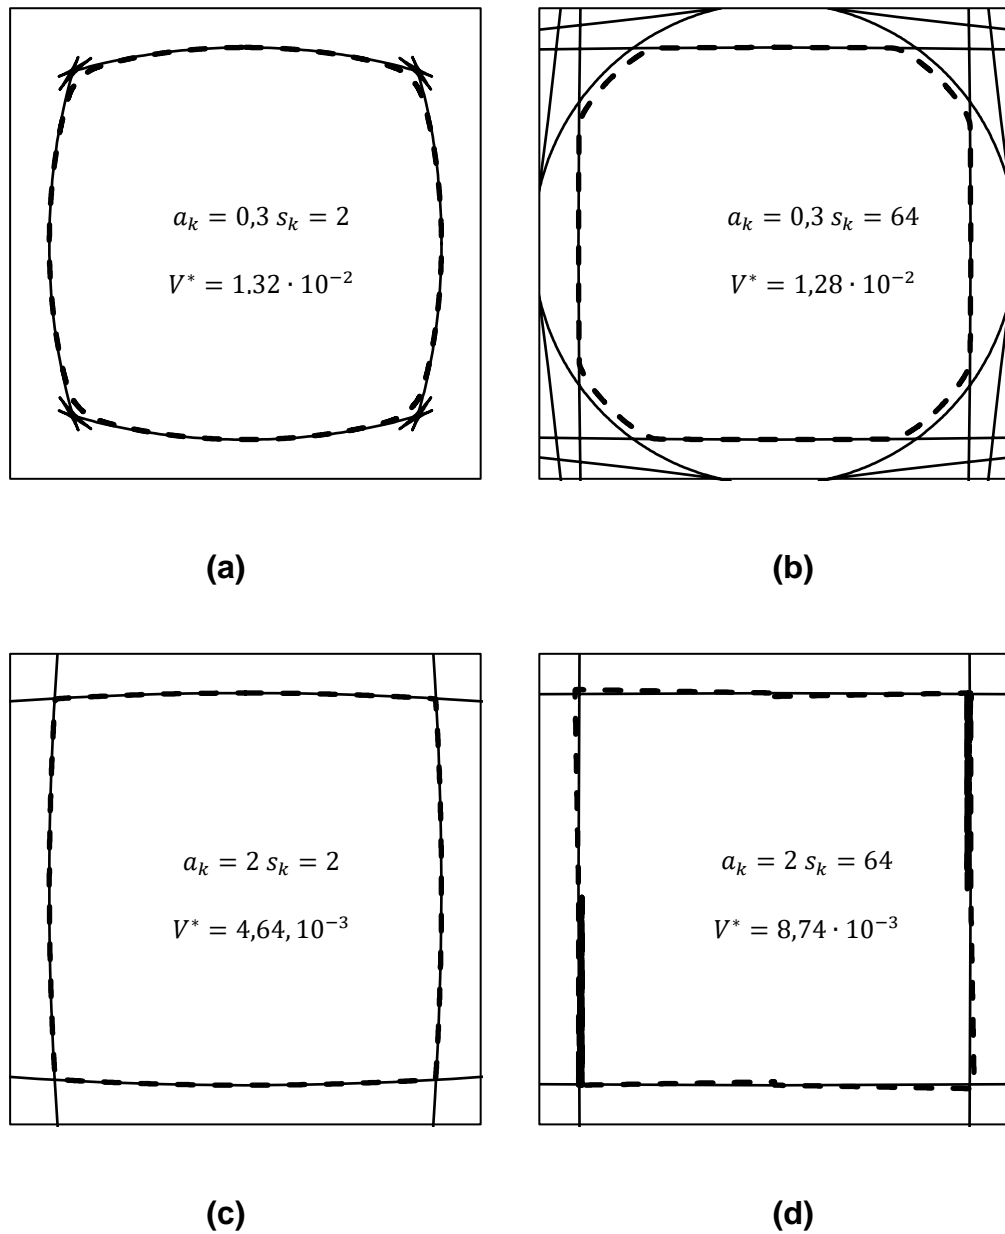 a_k = 0,3 s_k = 2
V* = 1.32 · 10⁻²
(a)
a_k = 0,3 s_k = 64
V* = 1,28 · 10⁻²
(b)
a_k = 2 s_k = 2
V* = 4,64, 10⁻³
(c)
a_k = 2 s_k = 64
V* = 8,74 · 10⁻³
(d)